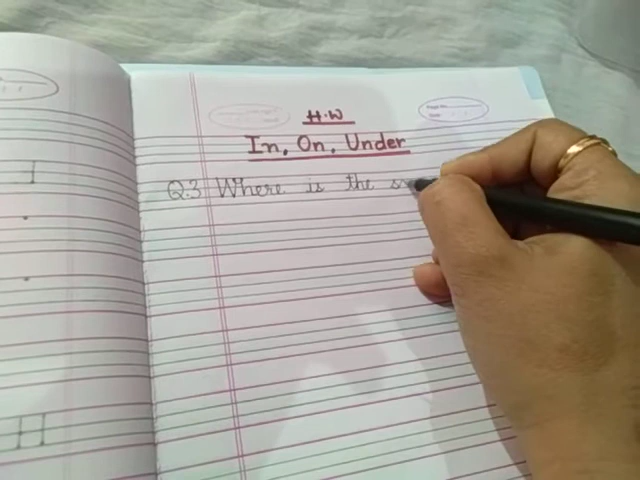 H.W
In, On, Under
Q.3 Where is the